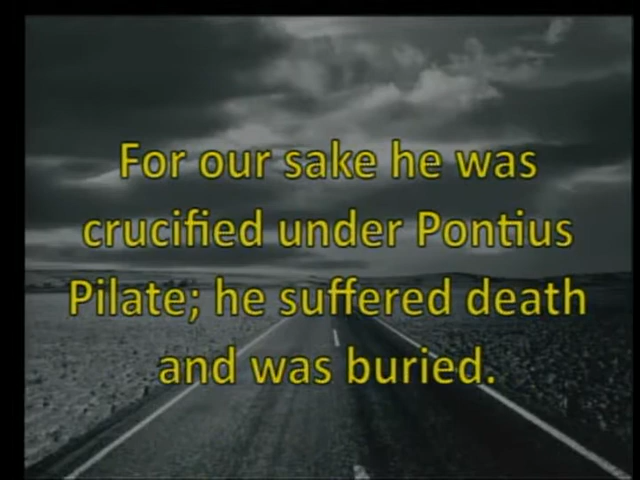 For our sake he was
crucified under Pontius
Pilate; he suffered death
and was buried.